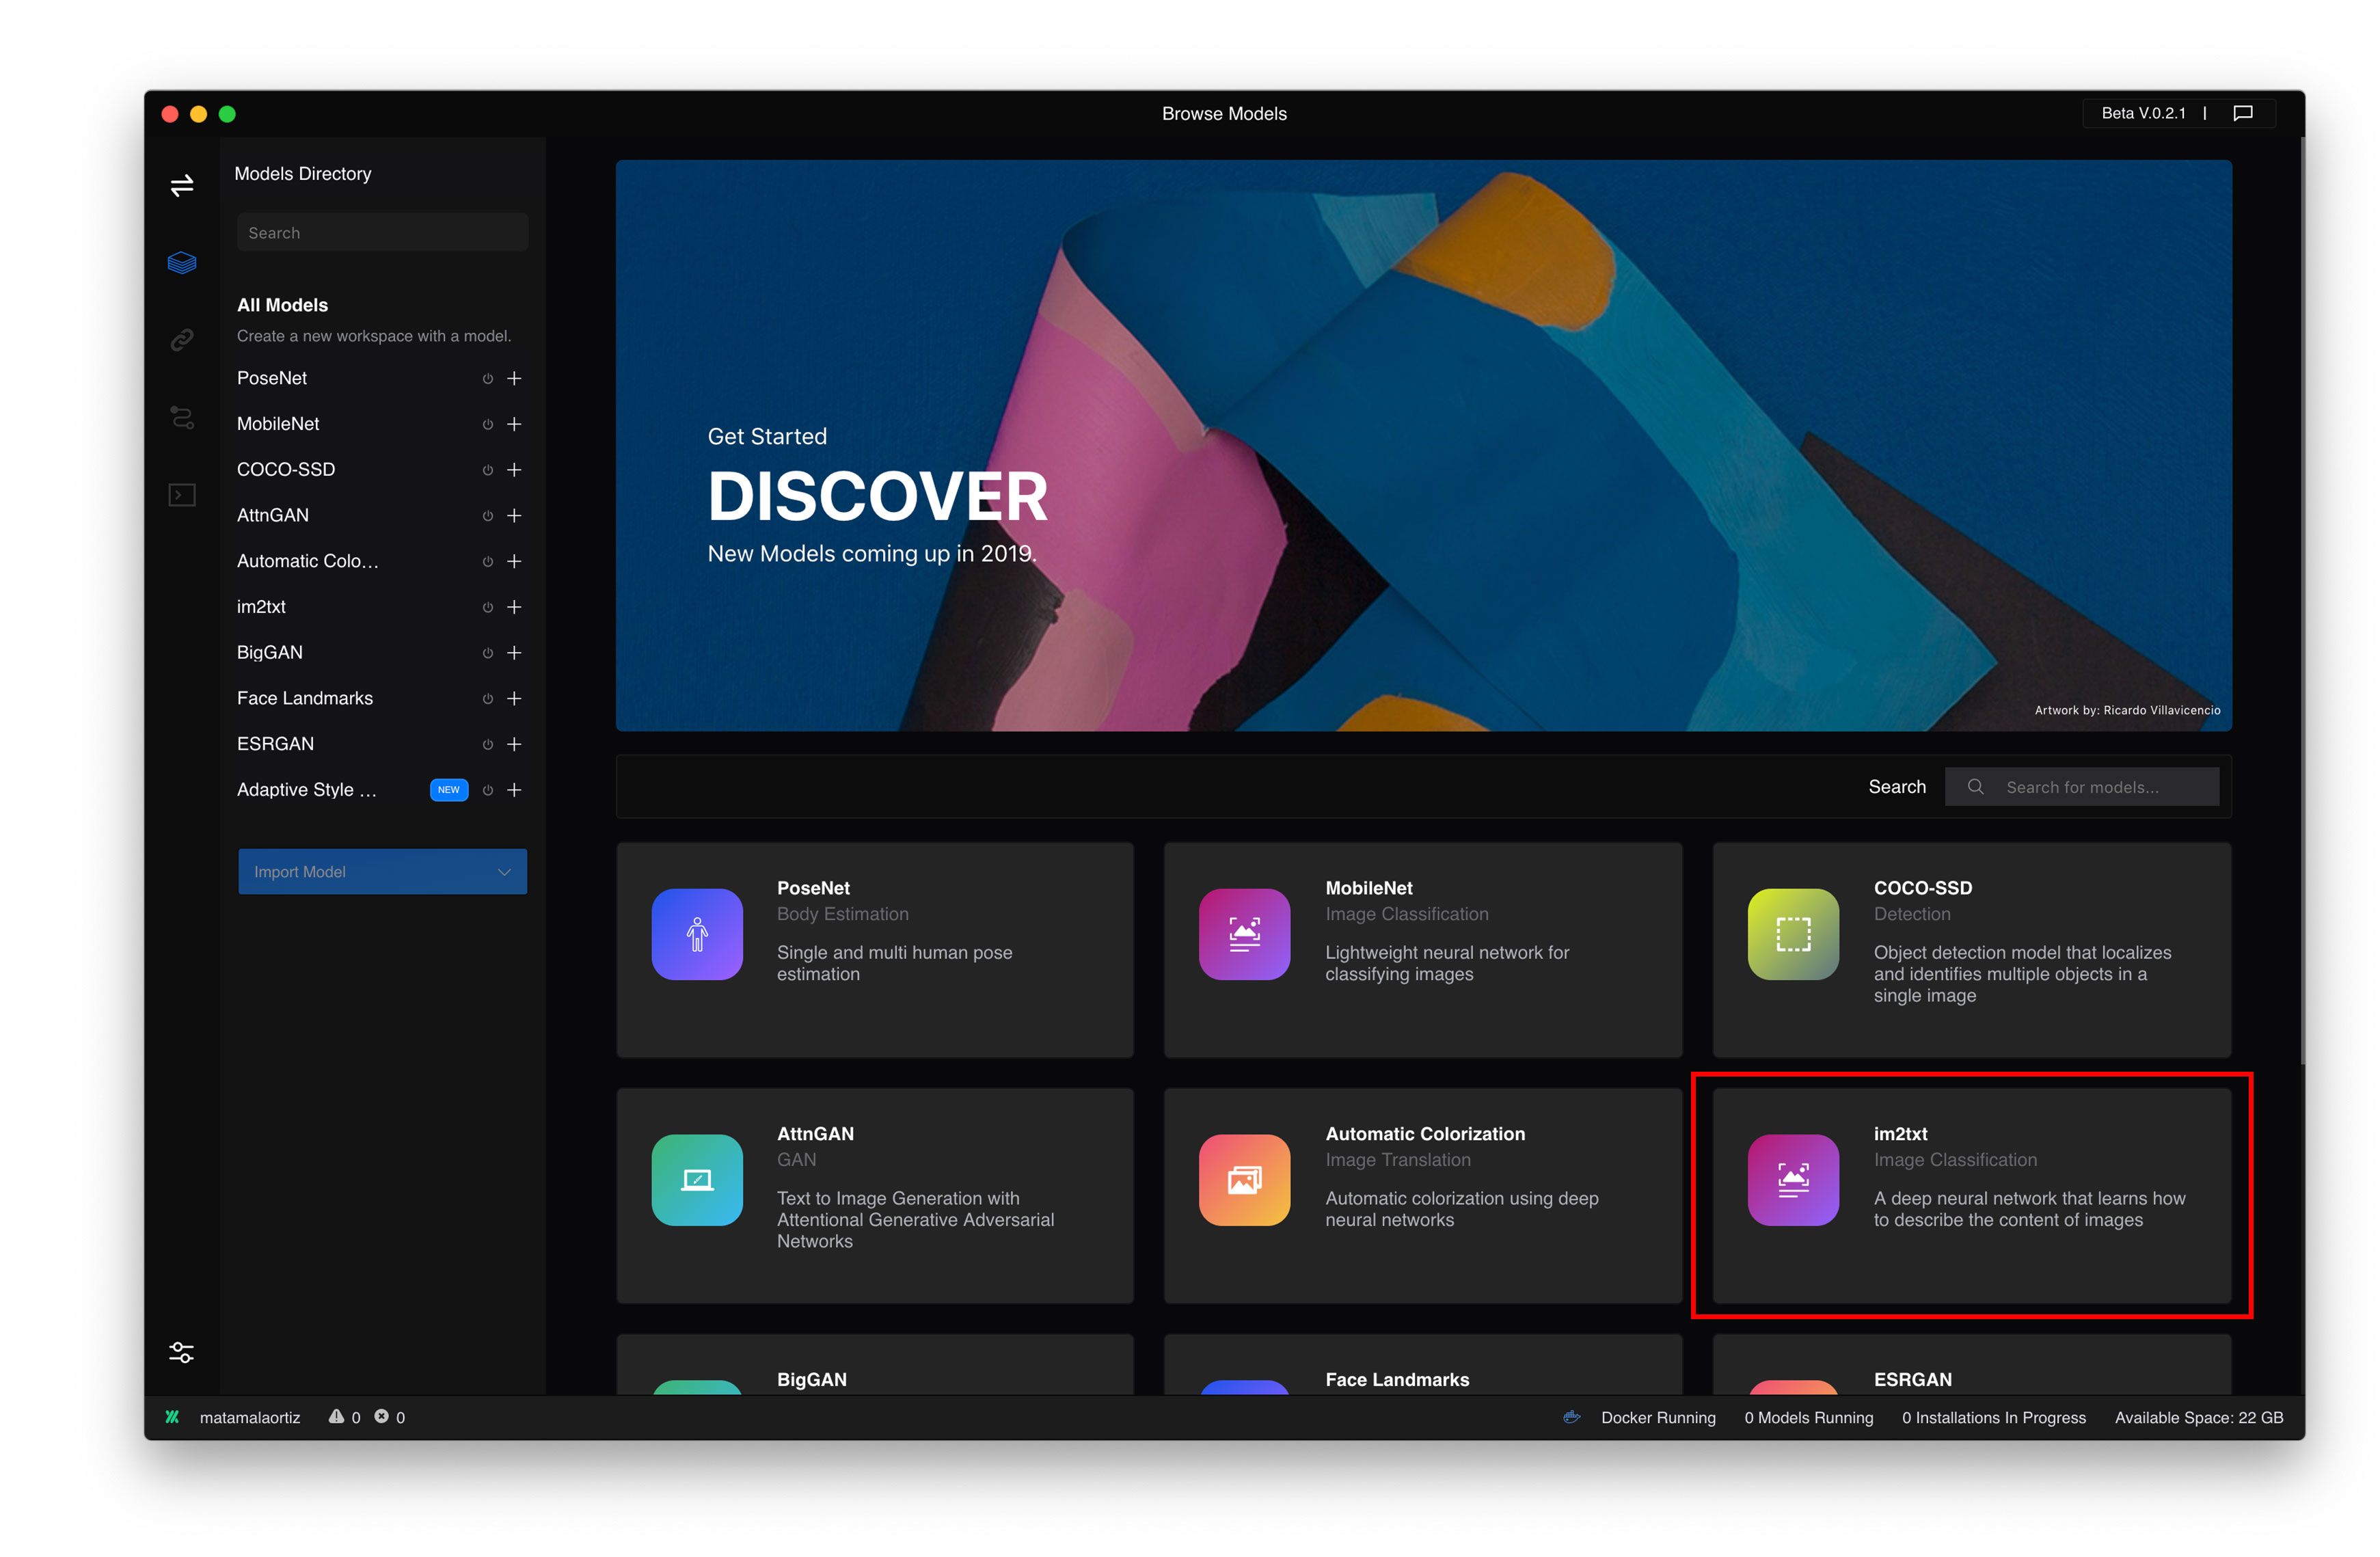 Browse Models
Beta V.0.2.1 |
Models Directory
Search
All Models
Create a new workspace with a model.
PoseNet
MobileNet
COCO-SSD
AttnGAN
Automatic Colo...
im2txt
BigGAN
Face Landmarks
ESRGAN
Adaptive Style ... NEW
Import Model
Get Started
DISCOVER
New Models coming up in 2019.
Artwork by: Ricardo Villavicencio
Search
Search for models...
PoseNet
Body Estimation
Single and multi human pose
estimation
MobileNet
Image Classification
Lightweight neural network for
classifying images
COCO-SSD
Detection
Object detection model that localizes
and identifies multiple objects in a
single image
AttnGAN
GAN
Text to Image Generation with
Attentional Generative Adversarial
Networks
Automatic Colorization
Image Translation
Automatic colorization using deep
neural networks
im2txt
Image Classification
A deep neural network that learns how
to describe the content of images
BigGAN
Face Landmarks
ESRGAN
matamalaortiz 0 0
Docker Running 0 Models Running 0 Installations In Progress Available Space: 22 GB